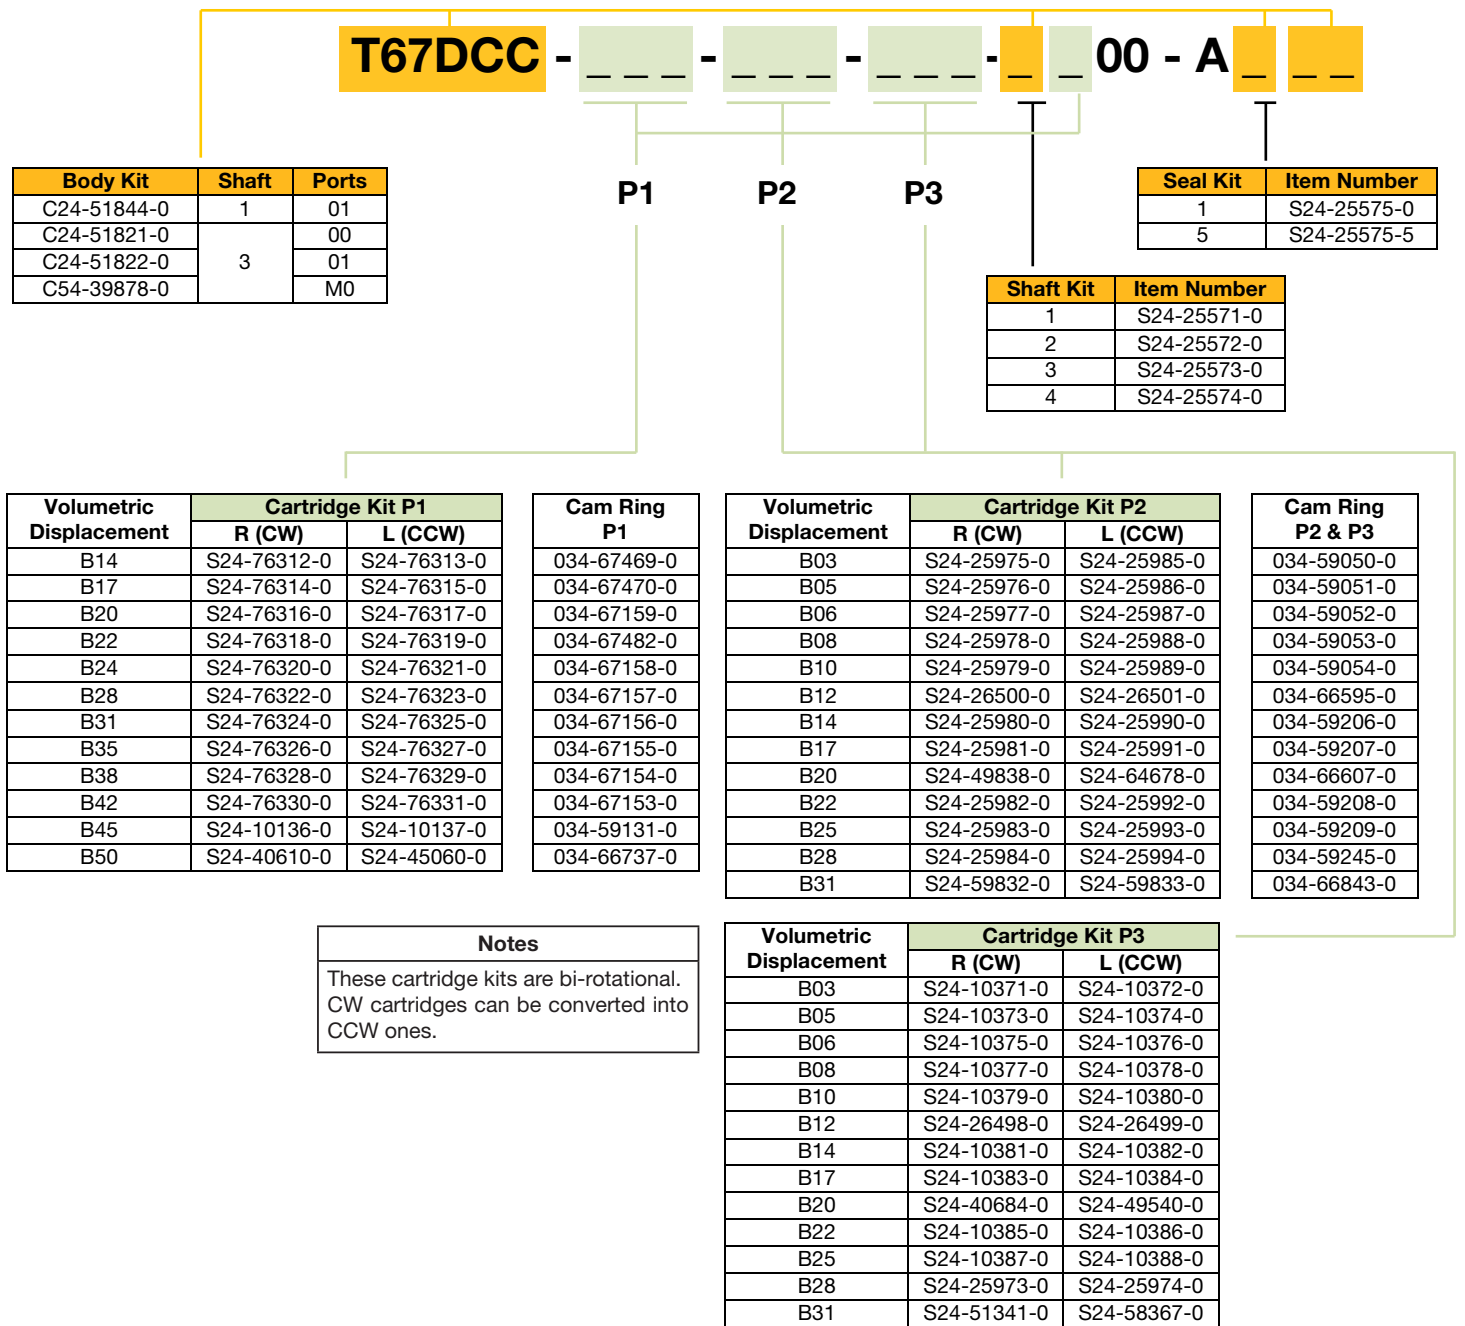 T67DCC - _ _ _ - _ _ _ - _ _ _ - _ _ 00 - A _ _ _
Body Kit Shaft Ports
C24-51844-0 1 01
C24-51821-0 3 00
C24-51822-0 01
C54-39878-0 M0
P1 P2 P3
Seal Kit Item Number
1 S24-25575-0
5 S24-25575-5
Shaft Kit Item Number
1 S24-25571-0
2 S24-25572-0
3 S24-25573-0
4 S24-25574-0
Volumetric Displacement Cartridge Kit P1
R (CW) L (CCW)
B14 S24-76312-0 S24-76313-0
B17 S24-76314-0 S24-76315-0
B20 S24-76316-0 S24-76317-0
B22 S24-76318-0 S24-76319-0
B24 S24-76320-0 S24-76321-0
B28 S24-76322-0 S24-76323-0
B31 S24-76324-0 S24-76325-0
B35 S24-76326-0 S24-76327-0
B38 S24-76328-0 S24-76329-0
B42 S24-76330-0 S24-76331-0
B45 S24-10136-0 S24-10137-0
B50 S24-40610-0 S24-45060-0
Cam Ring
P1
034-67469-0
034-67470-0
034-67159-0
034-67482-0
034-67158-0
034-67157-0
034-67156-0
034-67155-0
034-67154-0
034-67153-0
034-59131-0
034-66737-0
Volumetric Displacement Cartridge Kit P2
R (CW) L (CCW)
B03 S24-25975-0 S24-25985-0
B05 S24-25976-0 S24-25986-0
B06 S24-25977-0 S24-25987-0
B08 S24-25978-0 S24-25988-0
B10 S24-25979-0 S24-25989-0
B12 S24-26500-0 S24-26501-0
B14 S24-25980-0 S24-25990-0
B17 S24-25981-0 S24-25991-0
B20 S24-49838-0 S24-64678-0
B22 S24-25982-0 S24-25992-0
B25 S24-25983-0 S24-25993-0
B28 S24-25984-0 S24-25994-0
B31 S24-59832-0 S24-59833-0
Cam Ring
P2 & P3
034-59050-0
034-59051-0
034-59052-0
034-59053-0
034-59054-0
034-66595-0
034-59206-0
034-59207-0
034-66607-0
034-59208-0
034-59209-0
034-59245-0
034-66843-0
Notes
These cartridge kits are bi-rotational.
CW cartridges can be converted into
CCW ones.
Volumetric Displacement Cartridge Kit P3
R (CW) L (CCW)
B03 S24-10371-0 S24-10372-0
B05 S24-10373-0 S24-10374-0
B06 S24-10375-0 S24-10376-0
B08 S24-10377-0 S24-10378-0
B10 S24-10379-0 S24-10380-0
B12 S24-26498-0 S24-26499-0
B14 S24-10381-0 S24-10382-0
B17 S24-10383-0 S24-10384-0
B20 S24-40684-0 S24-49540-0
B22 S24-10385-0 S24-10386-0
B25 S24-10387-0 S24-10388-0
B28 S24-25973-0 S24-25974-0
B31 S24-51341-0 S24-58367-0